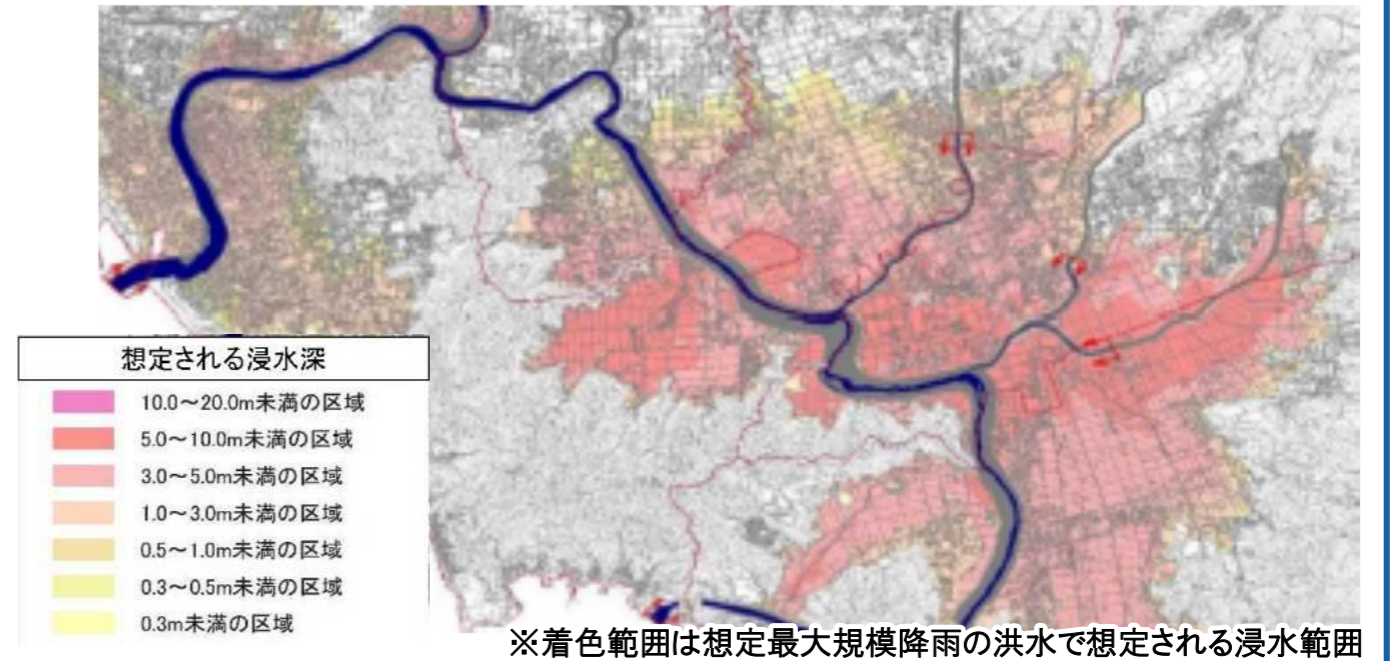 想定される浸水深
10.0～20.0m未満の区域
5.0～10.0m未満の区域
3.0～5.0m未満の区域
1.0～3.0m未満の区域
0.5～1.0m未満の区域
0.3～0.5m未満の区域
0.3m未満の区域
※着色範囲は想定最大規模降雨の洪水で想定される浸水範囲